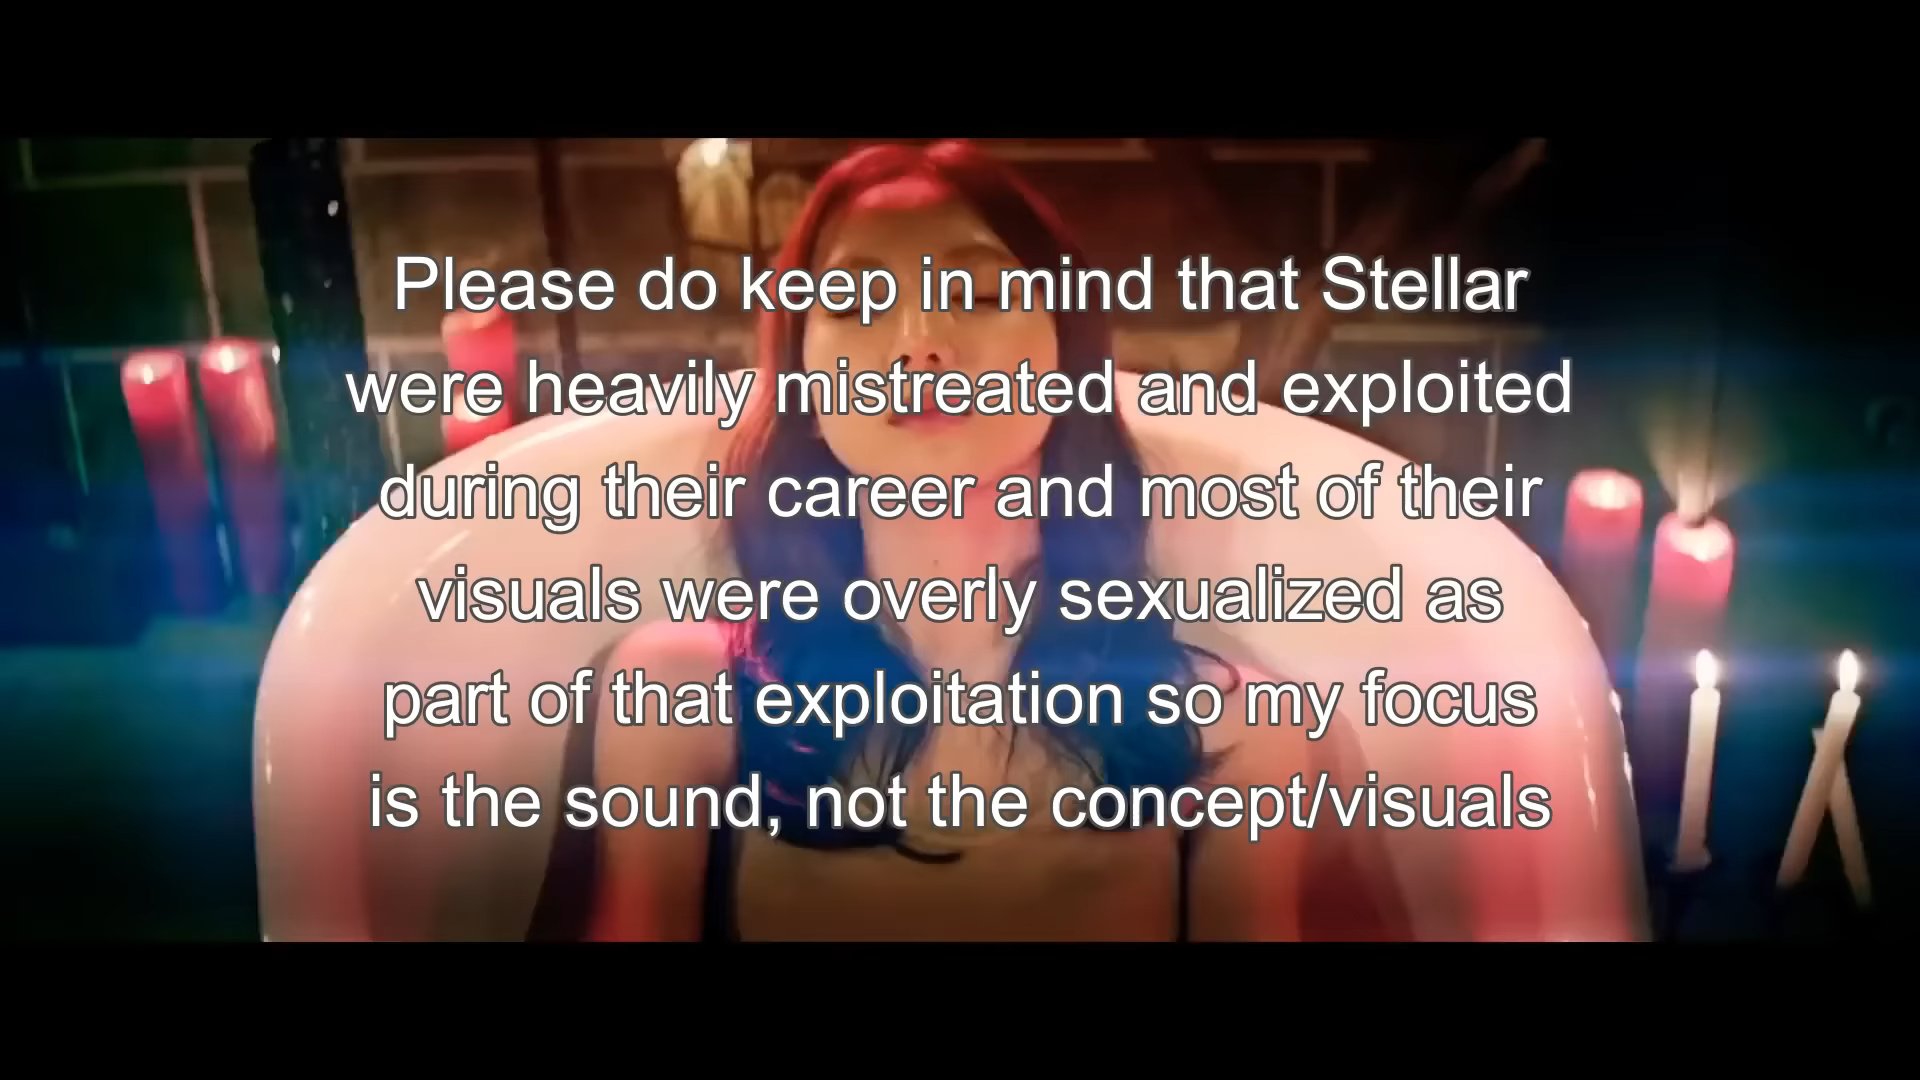 Please do keep in mind that Stellar
were heavily mistreated and exploited
during their career and most of their
visuals were overly sexualized as
part of that exploitation so my focus
is the sound, not the concept/visuals